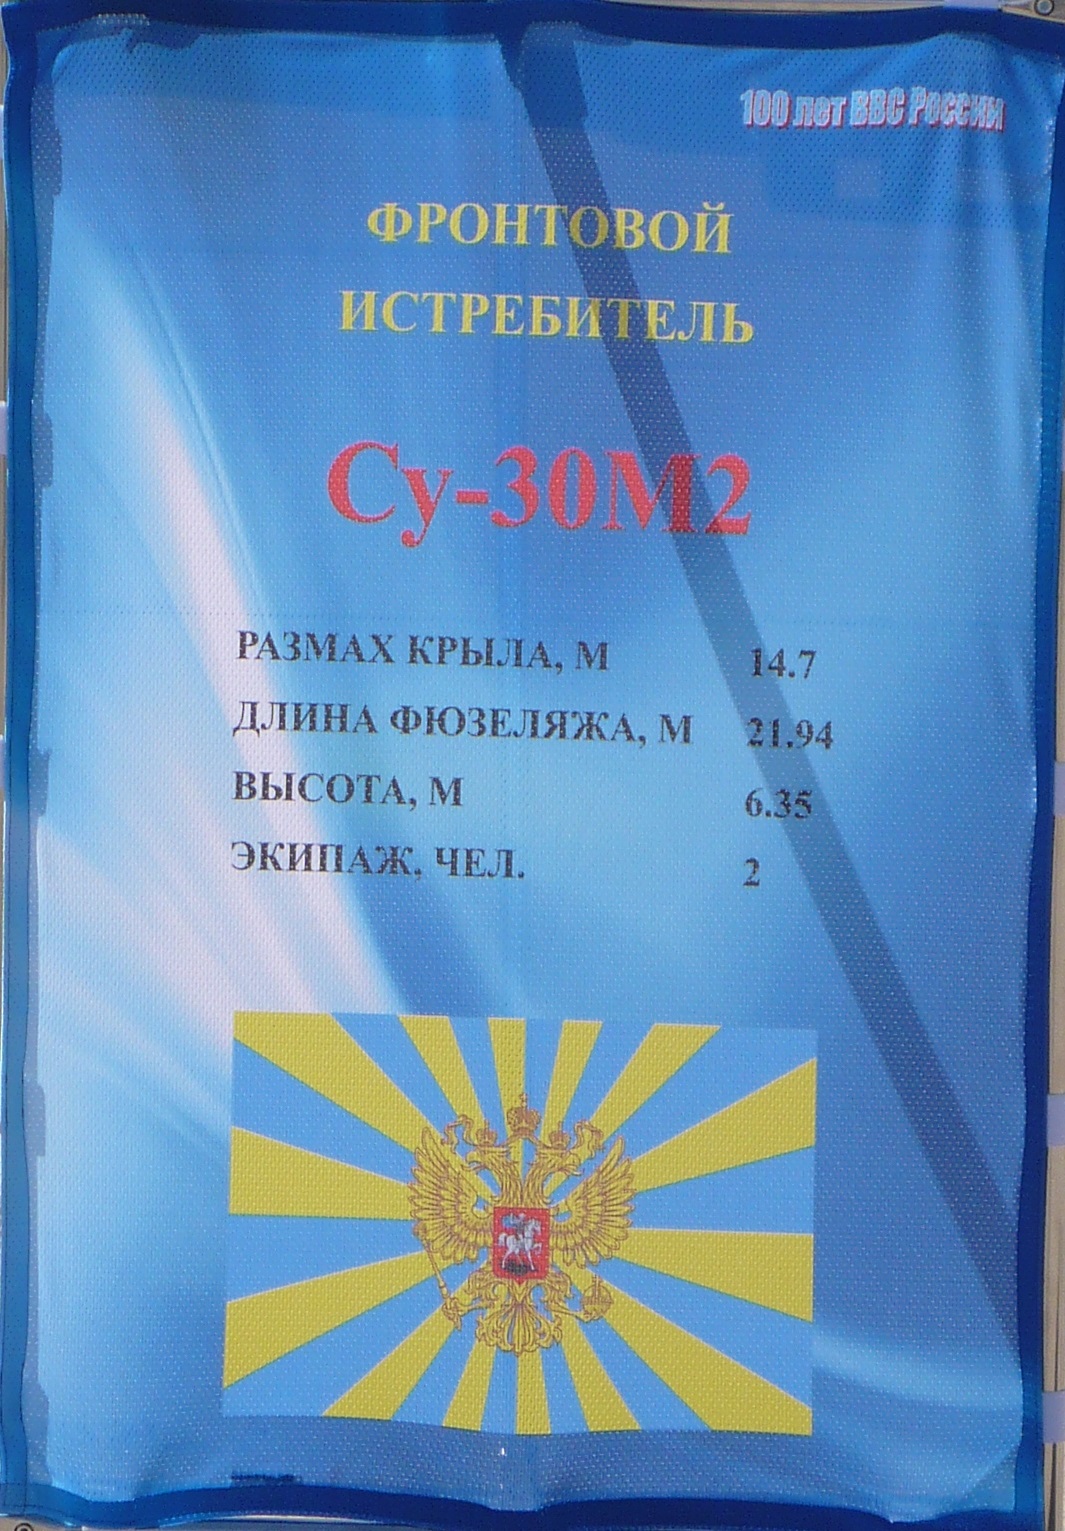 100 лет ВВС России
ФРОНТОВОЙ
ИСТРЕБИТЕЛЬ
Су-30М2
РАЗМАХ КРЫЛА, М 14.7
ДЛИНА ФЮЗЕЛЯЖА, М 21.94
ВЫСОТА, М 6.35
ЭКИПАЖ, ЧЕЛ. 2